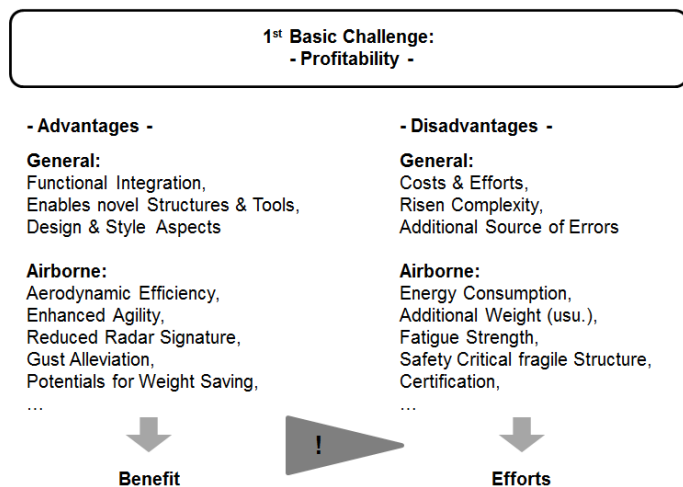 1st Basic Challenge:
- Profitability -
- Advantages -
General:
Functional Integration,
Enables novel Structures & Tools,
Design & Style Aspects
Airborne:
Aerodynamic Efficiency,
Enhanced Agility,
Reduced Radar Signature,
Gust Alleviation,
Potentials for Weight Saving,
...
Benefit
- Disadvantages -
General:
Costs & Efforts,
Risen Complexity,
Additional Source of Errors
Airborne:
Energy Consumption,
Additional Weight (usu.),
Fatigue Strength,
Safety Critical fragile Structure,
Certification,
...
Efforts
!